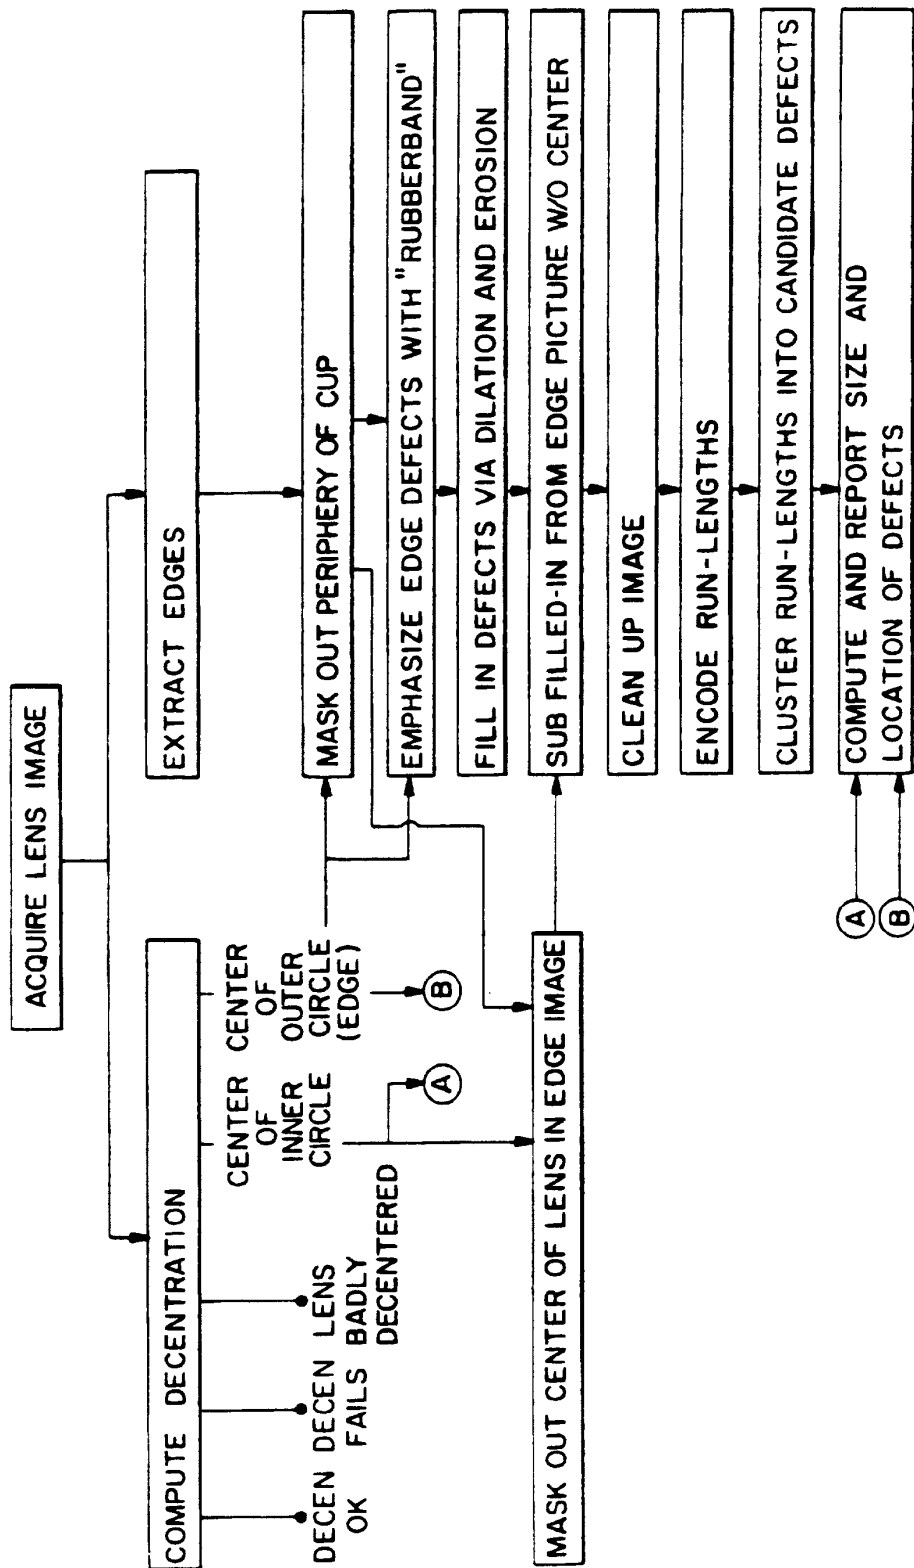 ACQUIRE LENS IMAGE
COMPUTE DECENTRATION
EXTRACT EDGES
DECEN
OK
DECEN
FAILS
LENS
BADLY
DECENTERED
CENTER
OF
INNER
CIRCLE
CENTER
OF
OUTER
CIRCLE
(EDGE)
A
B
MASK OUT CENTER OF LENS IN EDGE IMAGE
MASK OUT PERIPHERY OF CUP
EMPHASIZE EDGE DEFECTS WITH "RUBBERBAND"
FILL IN DEFECTS VIA DILATION AND EROSION
SUB FILLED-IN FROM EDGE PICTURE W/O CENTER
CLEAN UP IMAGE
ENCODE RUN-LENGTHS
CLUSTER RUN-LENGTHS INTO CANDIDATE DEFECTS
A
B
COMPUTE AND REPORT SIZE AND
LOCATION OF DEFECTS